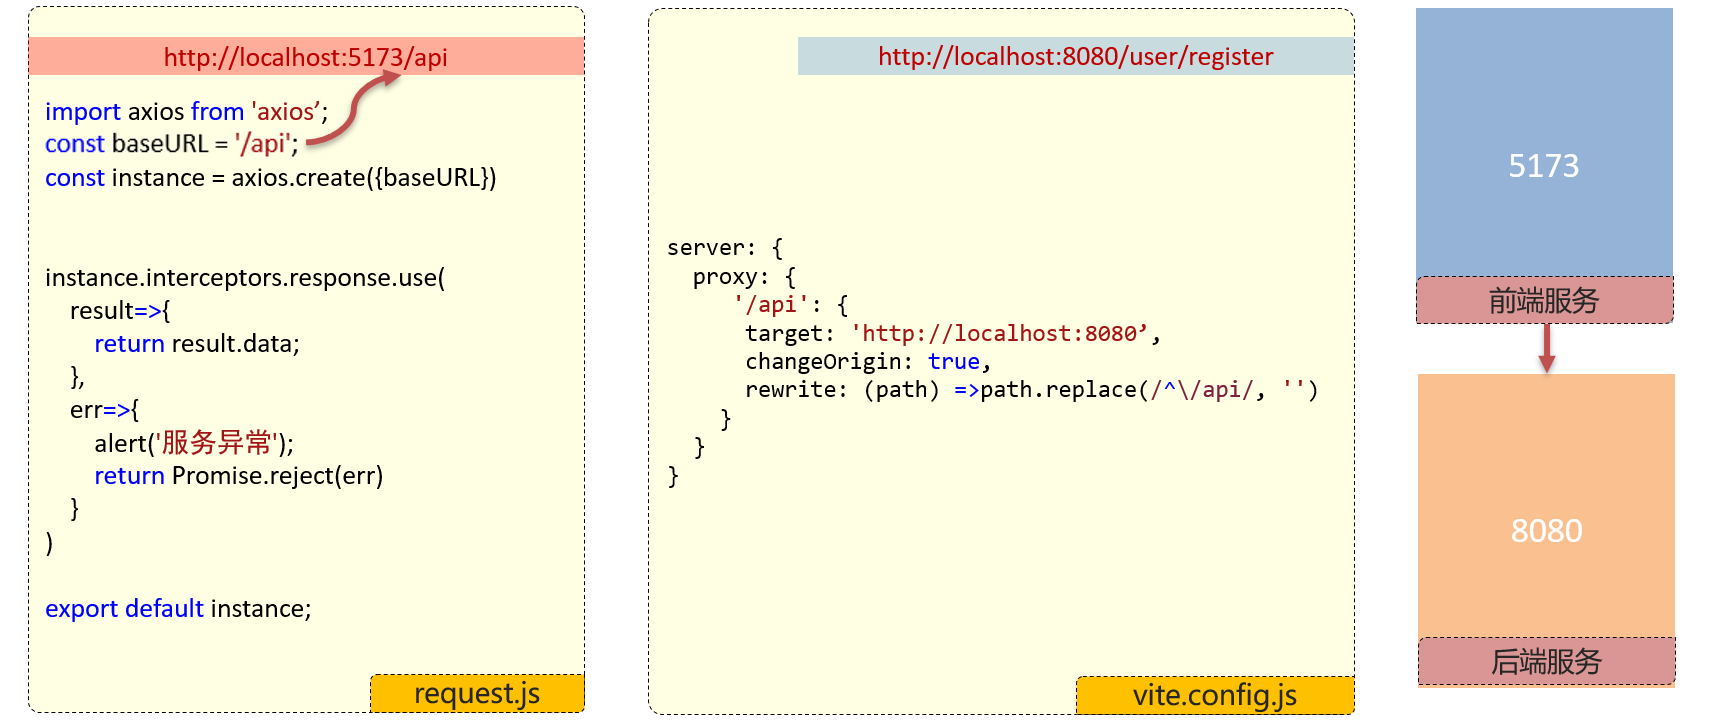 http://localhost:5173/api
import axios from 'axios’;
const baseURL = '/api';
const instance = axios.create({baseURL})
instance.interceptors.response.use(
result=>{
return result.data;
},
err=>{
alert('服务异常');
return Promise.reject(err)
}
)
export default instance;
request.js
http://localhost:8080/user/register
server: {
proxy: {
'/api': {
target: 'http://localhost:8080’,
changeOrigin: true,
rewrite: (path) =>path.replace(/^\/api/, '')
}
}
}
vite.config.js
5173
前端服务
8080
后端服务